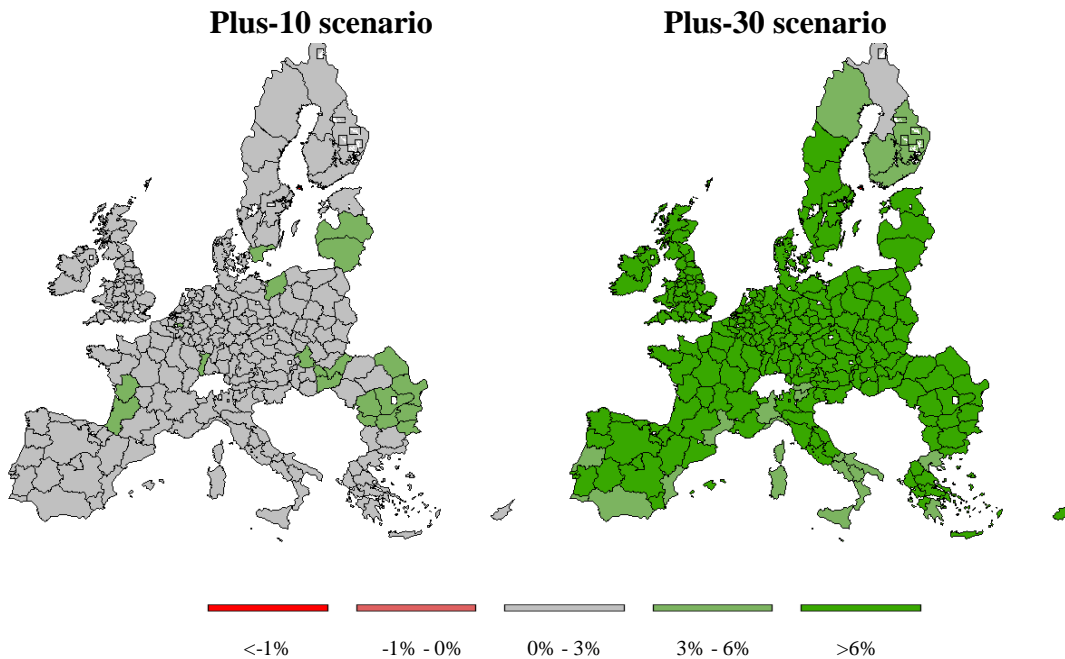 Plus-10 scenario
Plus-30 scenario
<-1%
-1% - 0%
0% - 3%
3% - 6%
>6%